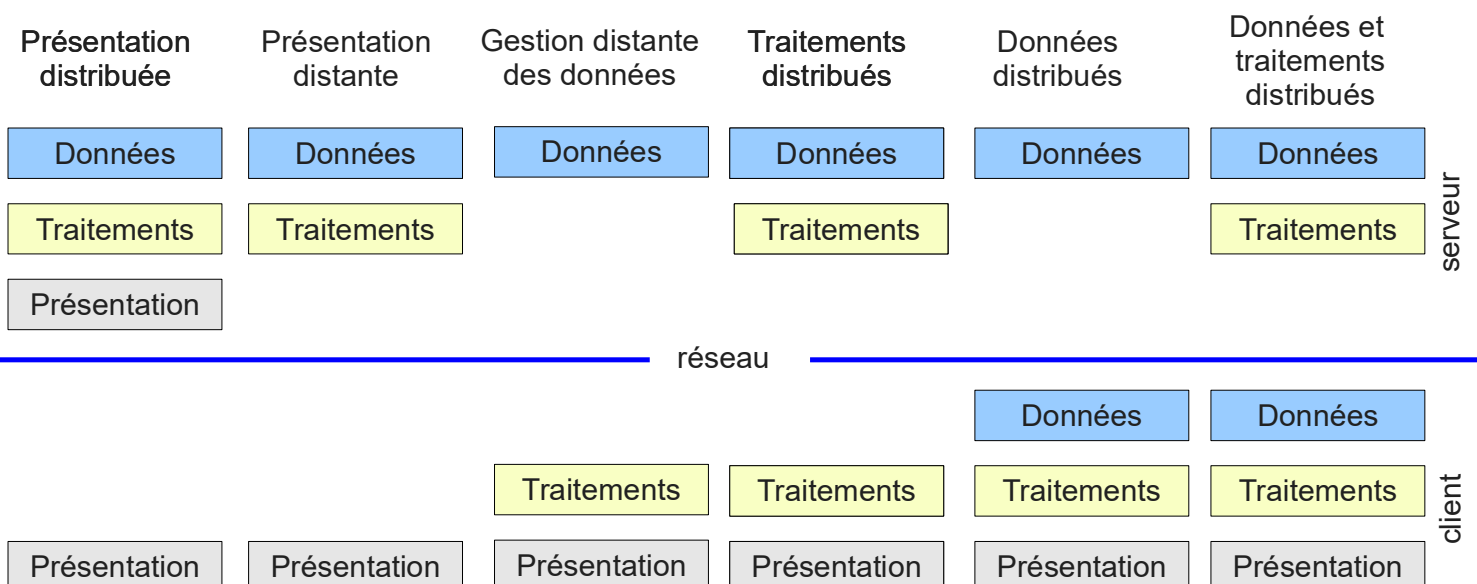 Présentation
distribuée
Présentation
distante
Gestion distante
des données
Traitements
distribués
Données
distribués
Données et
traitements
distribués
Données
Données
Données
Données
Données
Données
Traitements
Traitements
Traitements
Traitements
Présentation
serveur
réseau
Données
Données
Traitements
Traitements
Traitements
Traitements
client
Présentation
Présentation
Présentation
Présentation
Présentation
Présentation